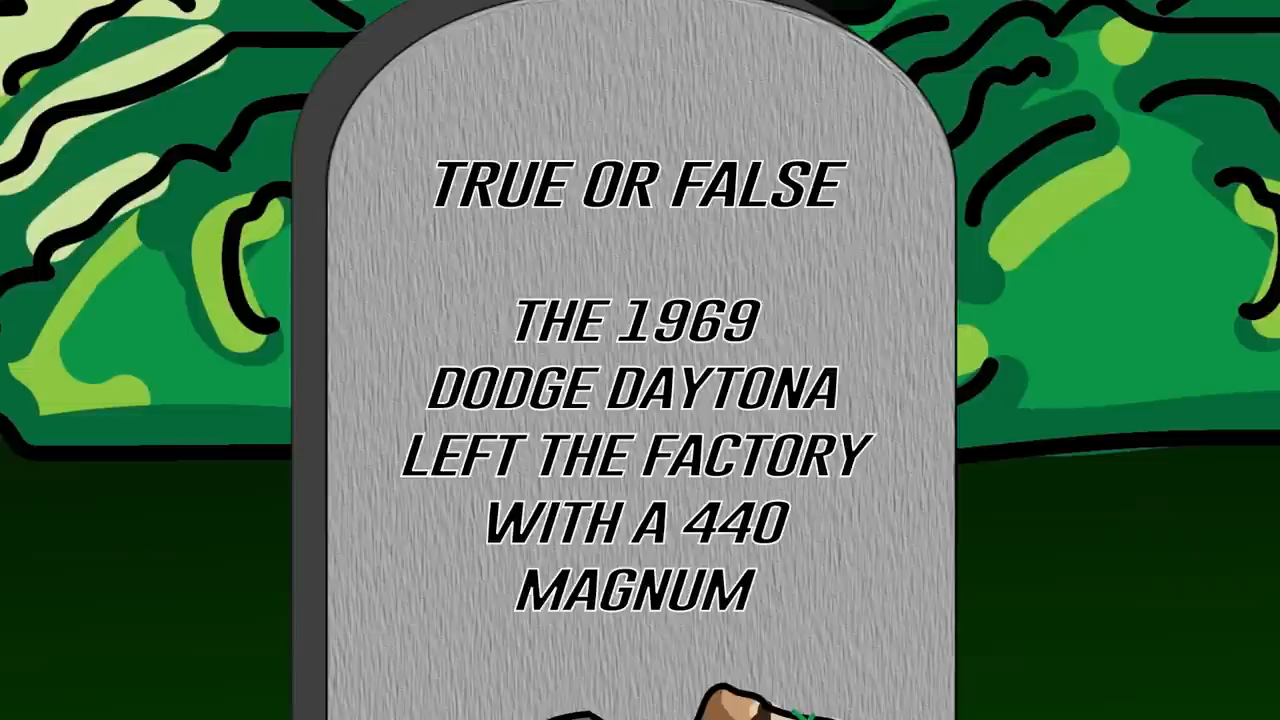 TRUE OR FALSE
THE 1969
DODGE DAYTONA
LEFT THE FACTORY
WITH A 440
MAGNUM